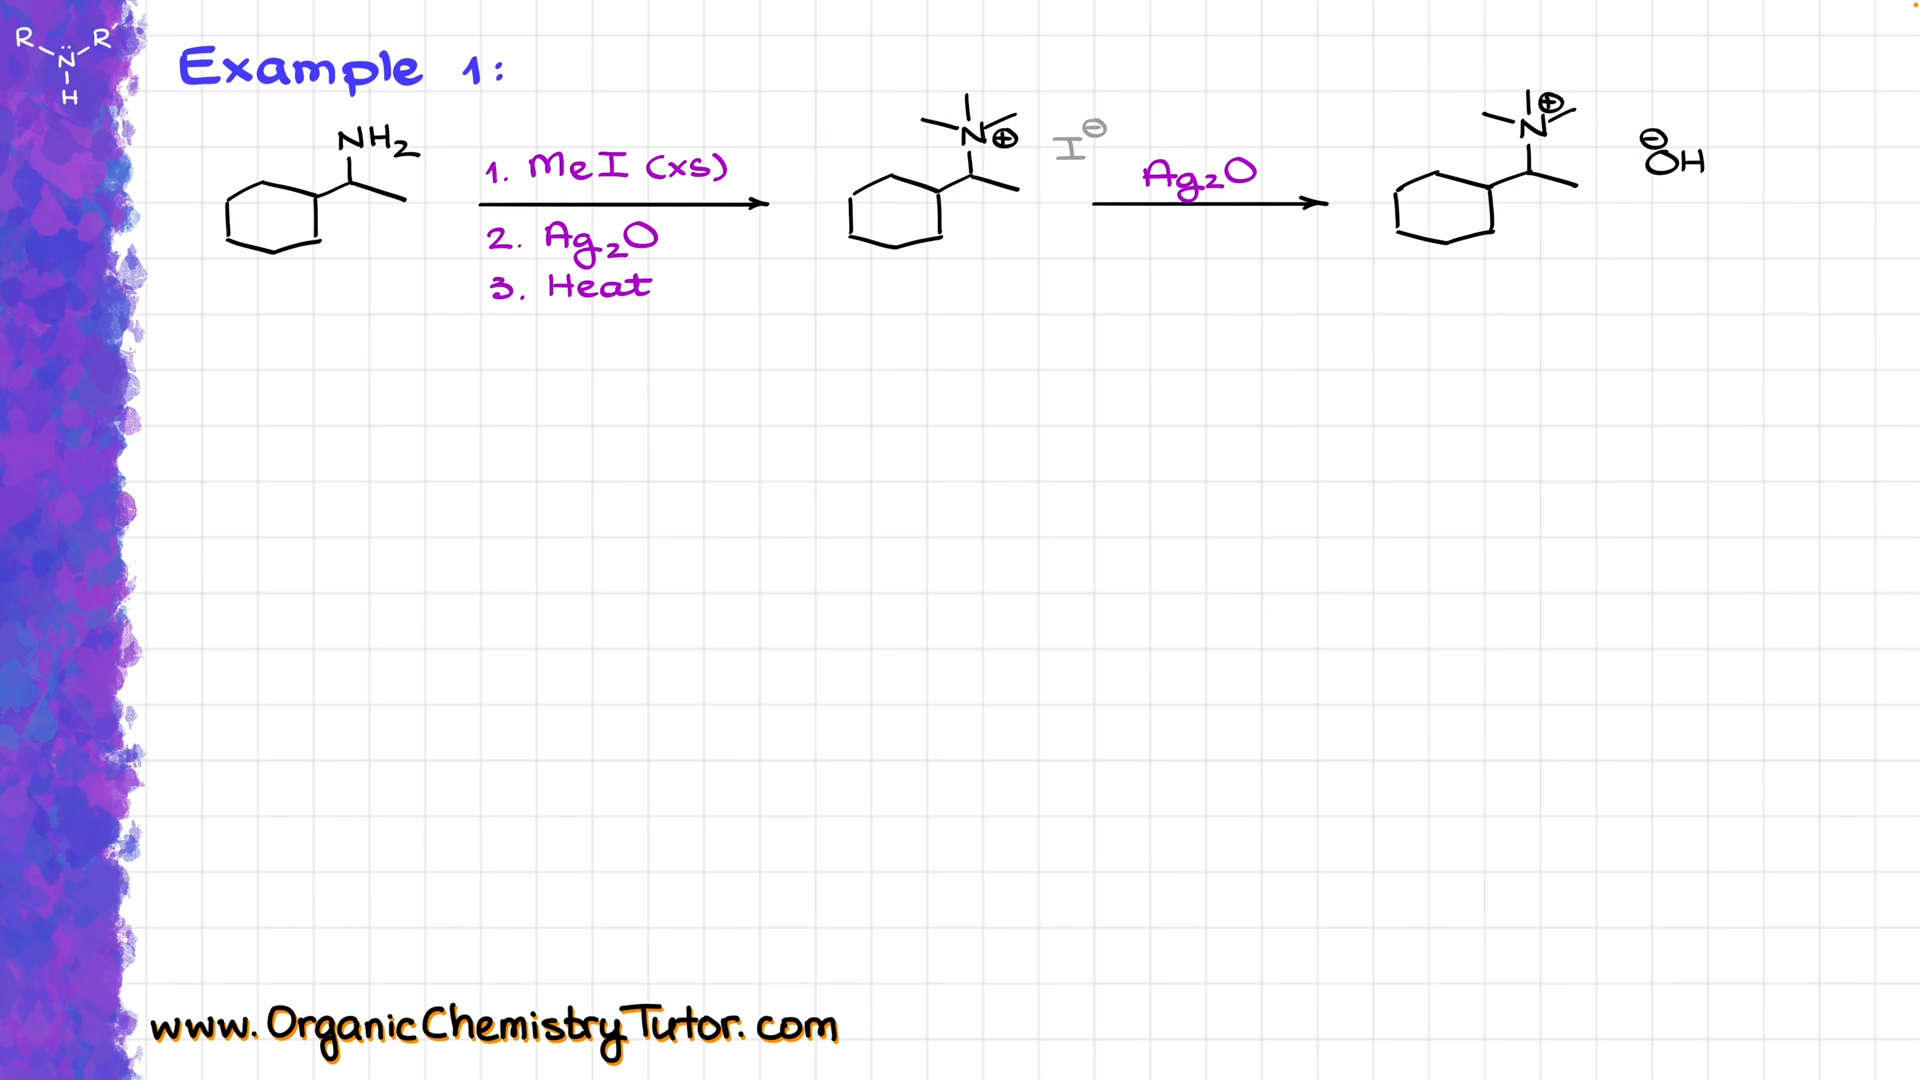 R N R'
H
Example 1:
NH₂
1. MeI (xs)
2. Ag₂O
3. Heat
N⊕ I⊖
Ag₂O
N⊕ ⊖OH
www.OrganicChemistryTutor.com